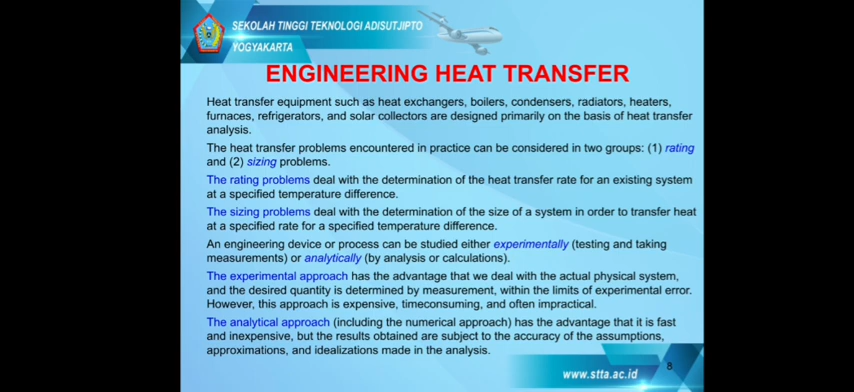 SEKOLAH TINGGI TEKNOLOGI ADISUTJIPTO
YOGYAKARTA
ENGINEERING HEAT TRANSFER
Heat transfer equipment such as heat exchangers, boilers, condensers, radiators, heaters,
furnaces, refrigerators, and solar collectors are designed primarily on the basis of heat transfer
analysis.
The heat transfer problems encountered in practice can be considered in two groups: (1) rating
and (2) sizing problems.
The rating problems deal with the determination of the heat transfer rate for an existing system
at a specified temperature difference.
The sizing problems deal with the determination of the size of a system in order to transfer heat
at a specified rate for a specified temperature difference.
An engineering device or process can be studied either experimentally (testing and taking
measurements) or analytically (by analysis or calculations).
The experimental approach has the advantage that we deal with the actual physical system,
and the desired quantity is determined by measurement, within the limits of experimental error.
However, this approach is expensive, timeconsuming, and often impractical.
The analytical approach (including the numerical approach) has the advantage that it is fast
and inexpensive, but the results obtained are subject to the accuracy of the assumptions,
approximations, and idealizations made in the analysis.
8
www.stta.ac.id